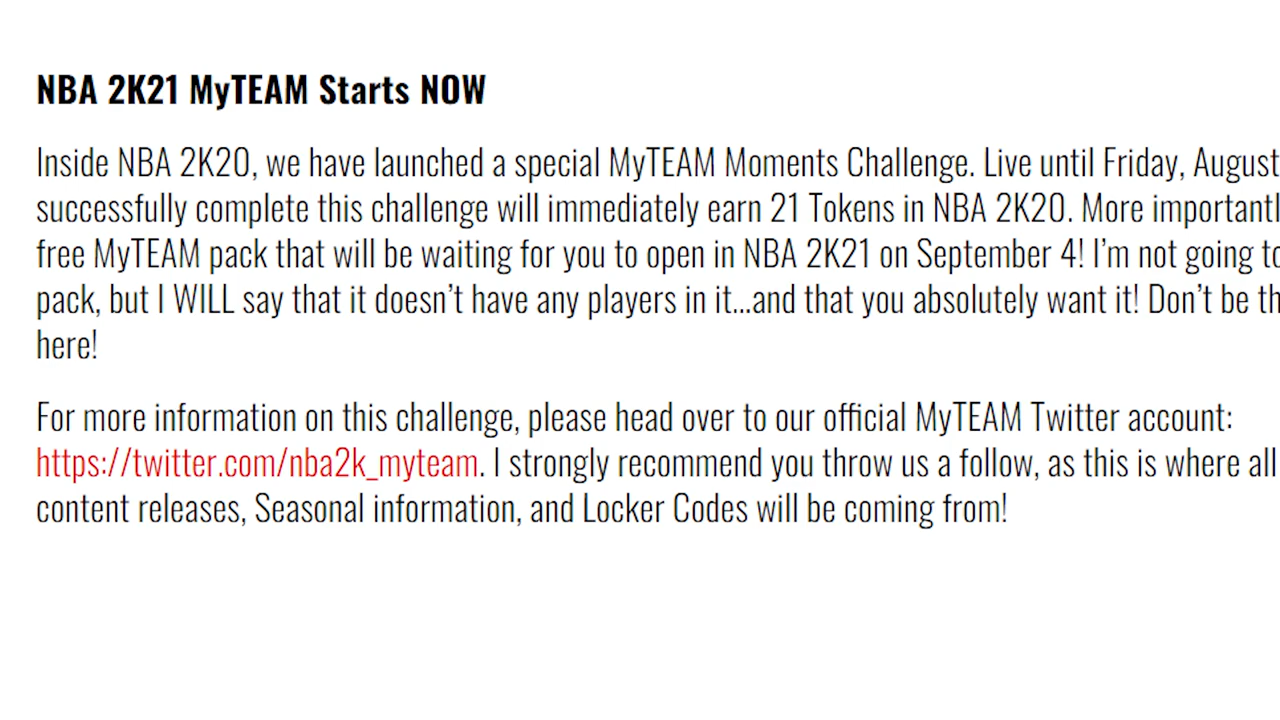 NBA 2K21 MyTEAM Starts NOW
Inside NBA 2K20, we have launched a special MyTEAM Moments Challenge. Live until Friday, August
successfully complete this challenge will immediately earn 21 Tokens in NBA 2K20. More importantl
free MyTEAM pack that will be waiting for you to open in NBA 2K21 on September 4! I’m not going to
pack, but I WILL say that it doesn’t have any players in it...and that you absolutely want it! Don’t be th
here!
For more information on this challenge, please head over to our official MyTEAM Twitter account:
https://twitter.com/nba2k_myteam. I strongly recommend you throw us a follow, as this is where all
content releases, Seasonal information, and Locker Codes will be coming from!